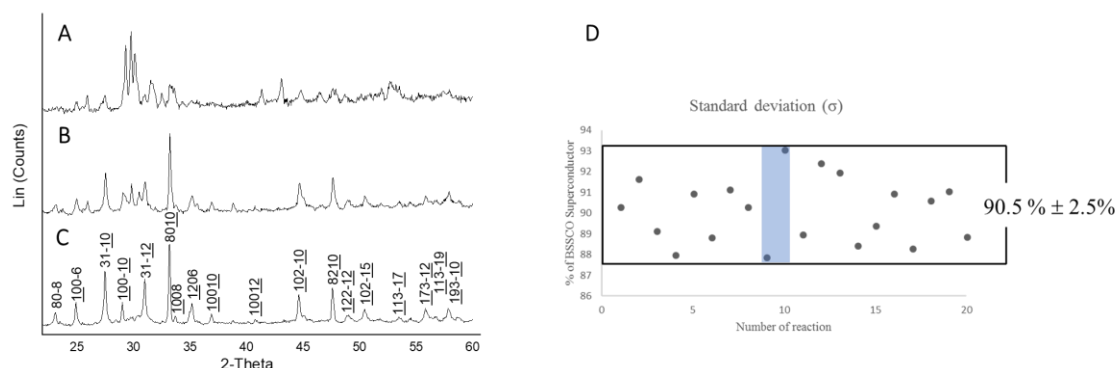 A
B
C
Lin (Counts)
80-8
100-6
31-10
100-10
31-12
8010
1008
1206
10010
10012
102-10
8210
122-12
102-15
113-17
173-12
113-19
193-10
25 30 35 40 45 50 55 60
2-Theta
D
Standard deviation (σ)
% of BSSCO Superconductor
94
93
92
91
90
89
88
87
86
0 5 10 15 20
Number of reaction
90.5 % ± 2.5%